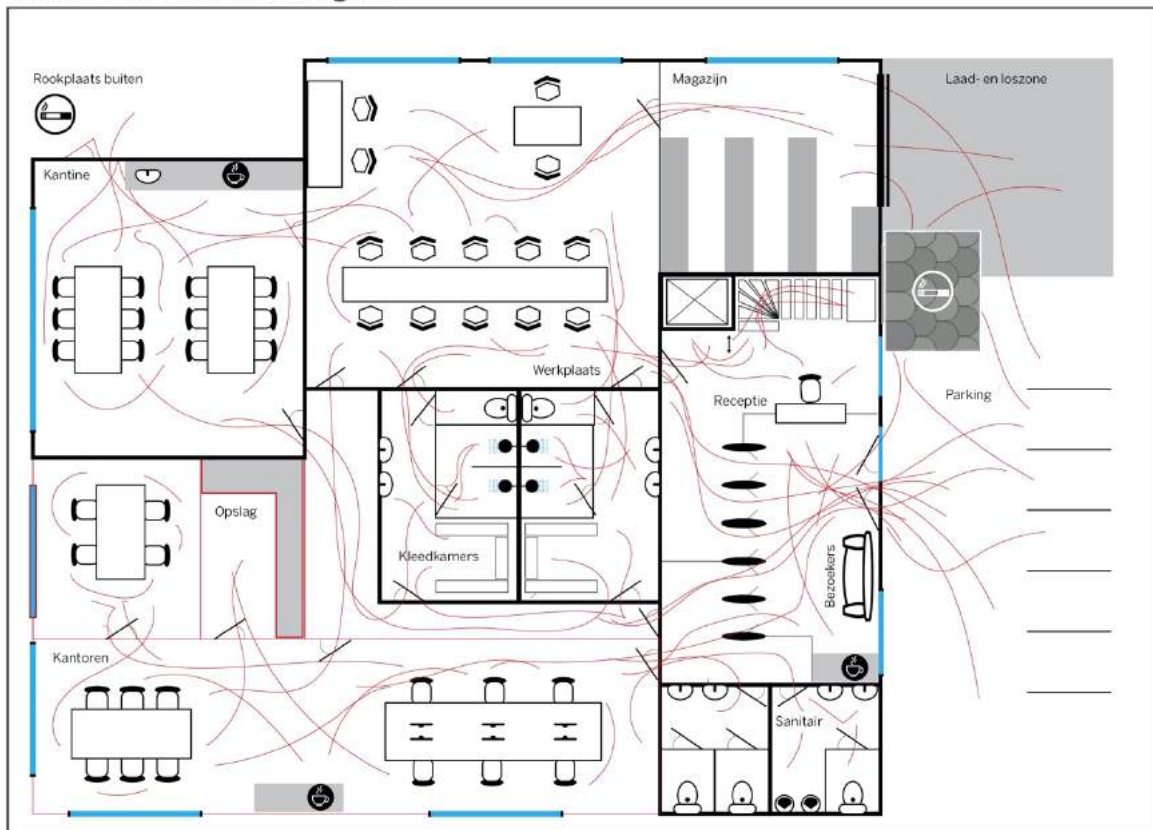 Rookplaats buiten
Magazijn
Laad- en loszone
Kantine
Werkplaats
Receptie
Parking
Opslag
Kleedkamers
Bezoekers
Kantoren
Sanitair